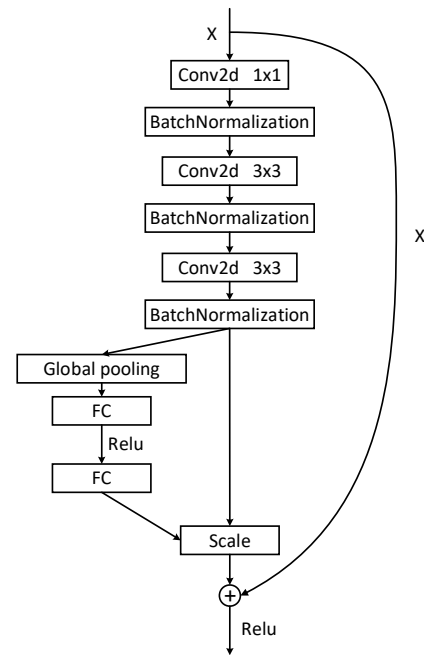 X
Conv2d 1x1
BatchNormalization
Conv2d 3x3
BatchNormalization
Conv2d 3x3
X
BatchNormalization
Global pooling
FC
Relu
FC
Scale
+
Relu